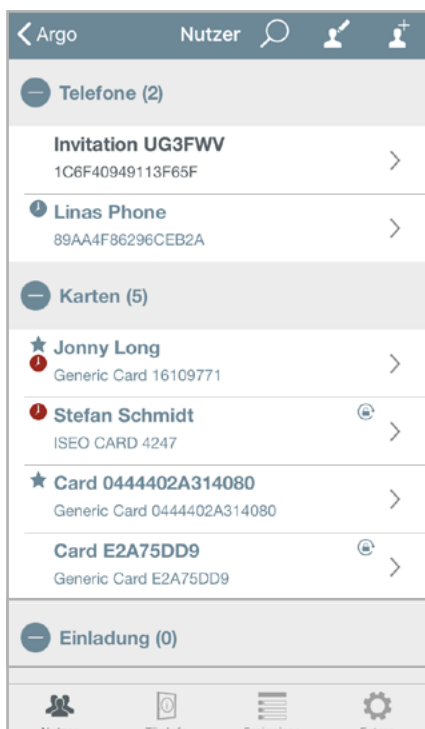 Argo Nutzer
Telefone (2)
Invitation UG3FWV
1C6F40949113F65F
Linas Phone
89AA4F86296CEB2A
Karten (5)
Jonny Long
Generic Card 16109771
Stefan Schmidt
ISEO CARD 4247
Card 0444402A314080
Generic Card 0444402A314080
Card E2A75DD9
Generic Card E2A75DD9
Einladung (0)